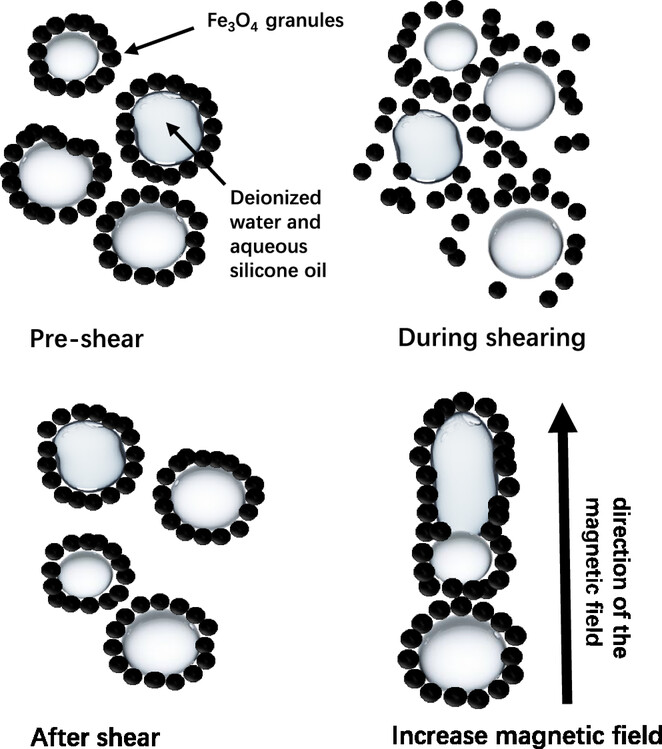 Fe₃O₄ granules
Deionized
water and
aqueous
silicone oil
Pre-shear
During shearing
direction of the
magnetic field
After shear
Increase magnetic field